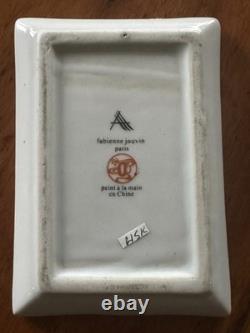 fabienne jouvin
paris
peint à la main
en Chine
HSK